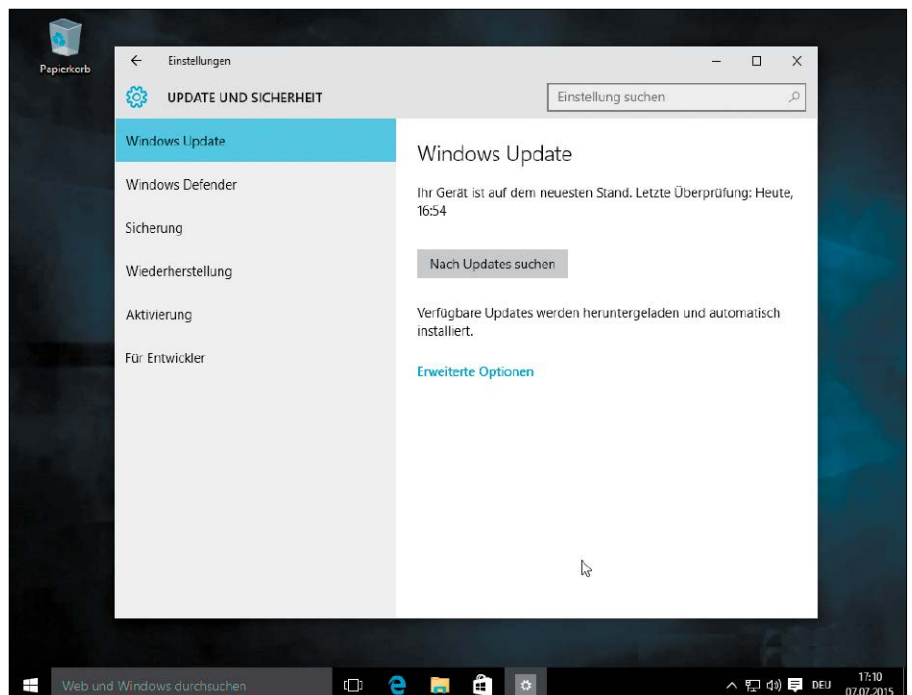 Papierkorb
Einstellungen
UPDATE UND SICHERHEIT
Einstellung suchen
Windows Update
Windows Defender
Sicherung
Wiederherstellung
Aktivierung
Für Entwickler
Windows Update
Ihr Gerät ist auf dem neuesten Stand. Letzte Überprüfung: Heute,
16:54
Nach Updates suchen
Verfügbare Updates werden heruntergeladen und automatisch
installiert.
Erweiterte Optionen
Web und Windows durchsuchen
DEU
17:10
07.07.2015